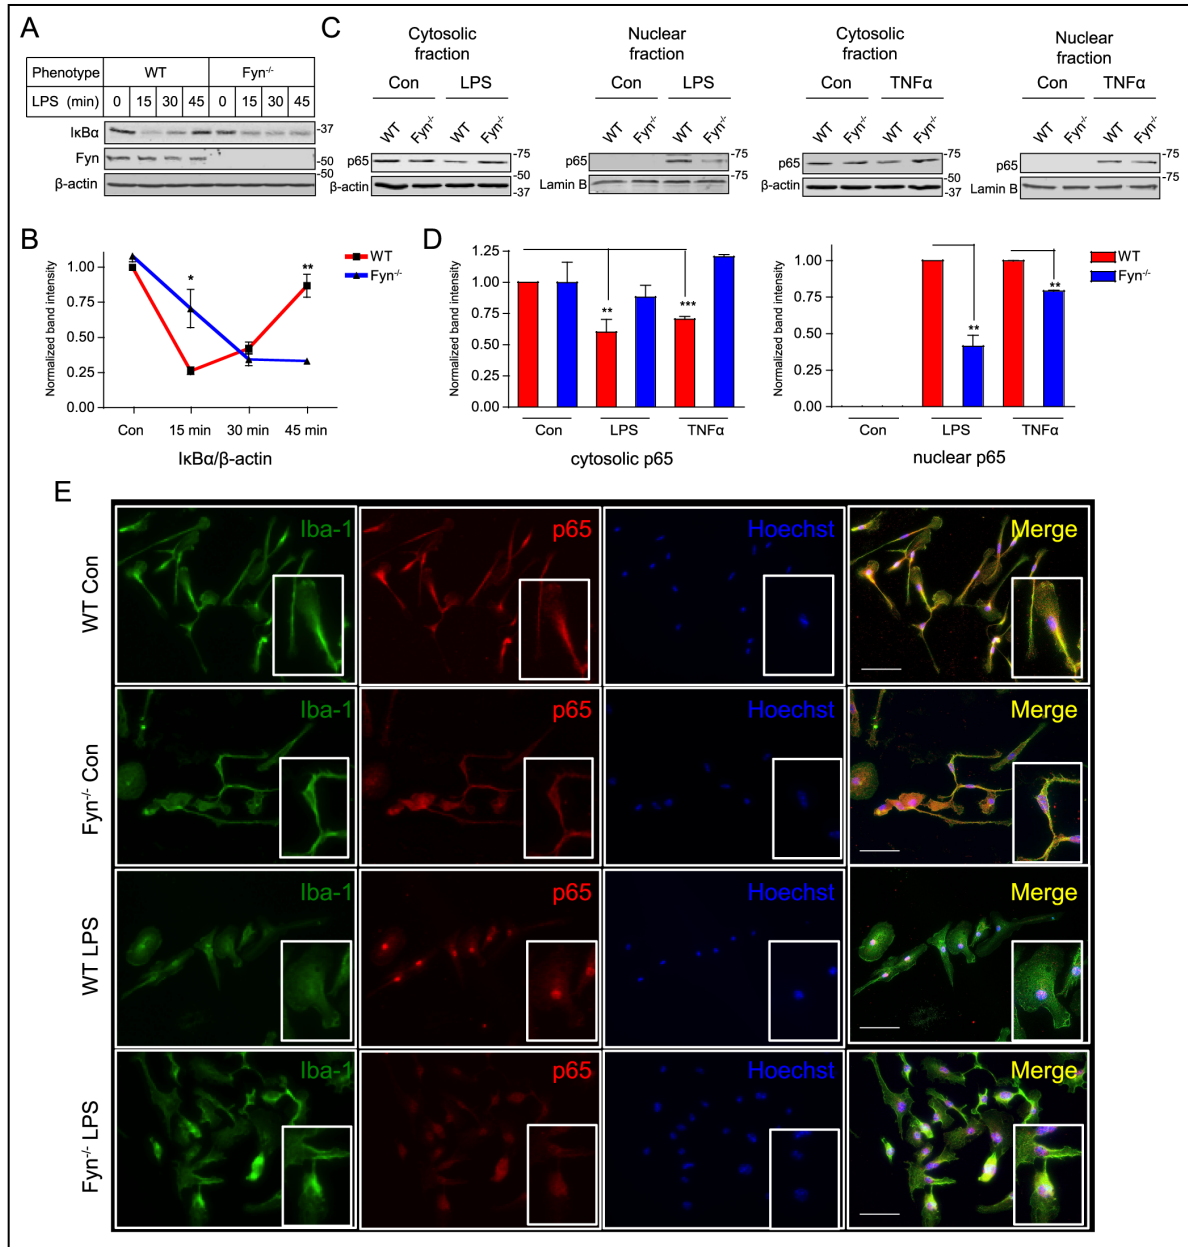 A
Phenotype WT Fyn-/-
LPS (min) 0 15 30 45 0 15 30 45
IκBα -37
Fyn -50
-50
β-actin
C
Cytosolic fraction
Con LPS
WT Fyn-/- WT Fyn-/-
p65 -75
-50
β-actin -37
Nuclear fraction
Con LPS
WT Fyn-/- WT Fyn-/-
p65 -75
-75
Lamin B
Cytosolic fraction
Con TNFα
WT Fyn-/- WT Fyn-/-
p65 -75
-50
β-actin -37
Nuclear fraction
Con TNFα
WT Fyn-/- WT Fyn-/-
p65 -75
-75
Lamin B
B
Normalized band intensity
1.00
0.75
0.50
0.25
0.00
* **
WT
Fyn-/-
Con 15 min 30 min 45 min
IκBα/β-actin
D
Normalized band intensity
1.25
1.00
0.75
0.50
0.25
0.00
** ***
Con LPS TNFα
cytosolic p65
Normalized band intensity
1.00
0.75
0.50
0.25
0.00
** **
WT
Fyn-/-
Con LPS TNFα
nuclear p65
E
WT Con
Iba-1 p65 Hoechst Merge
Fyn-/- Con
Iba-1 p65 Hoechst Merge
WT LPS
Iba-1 p65 Hoechst Merge
Fyn-/- LPS
Iba-1 p65 Hoechst Merge